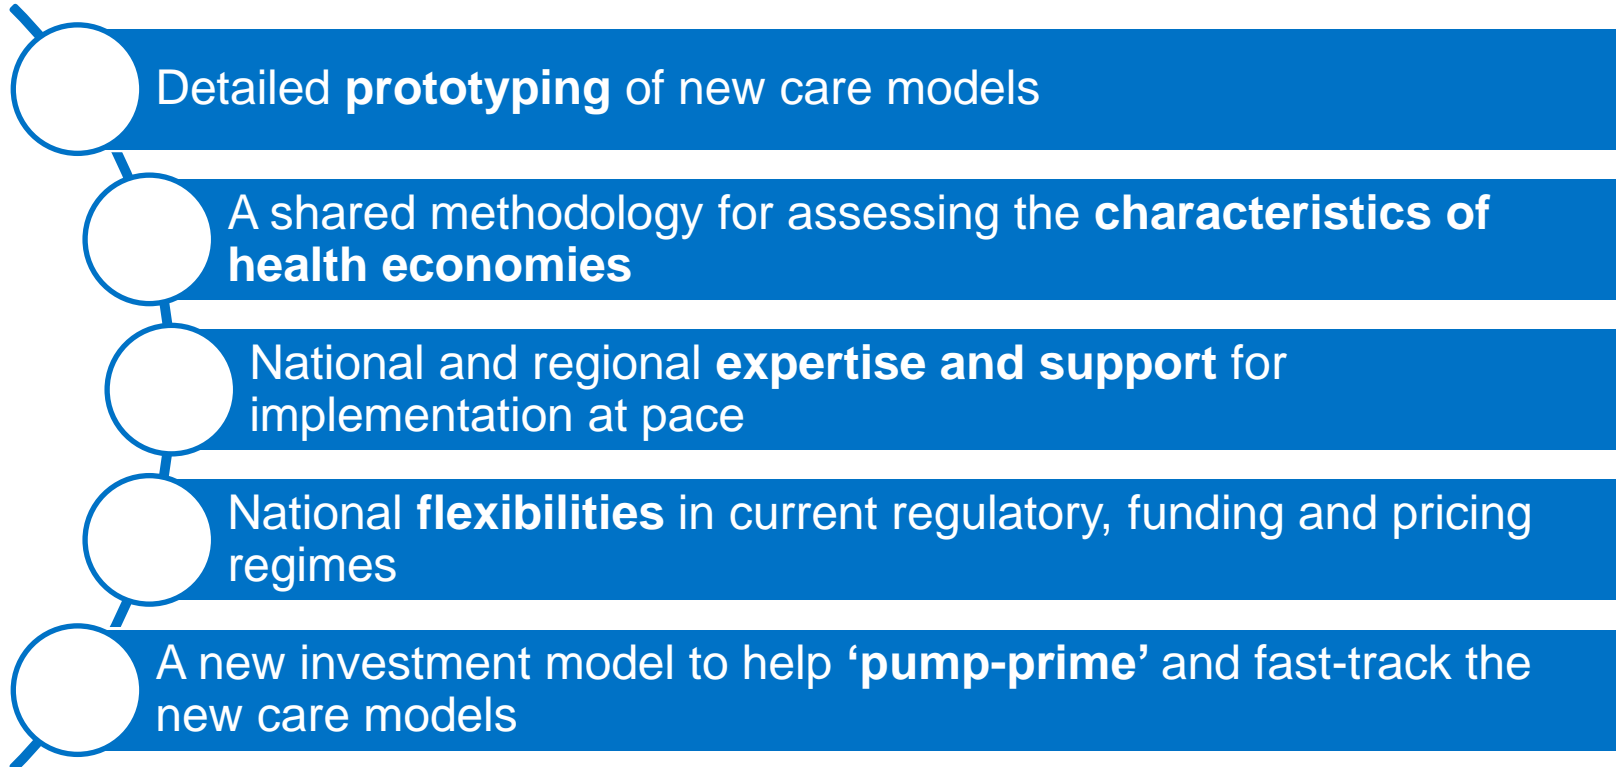 Detailed prototyping of new care models
A shared methodology for assessing the characteristics of
health economies
National and regional expertise and support for
implementation at pace
National flexibilities in current regulatory, funding and pricing
regimes
A new investment model to help ‘pump-prime’ and fast-track the
new care models